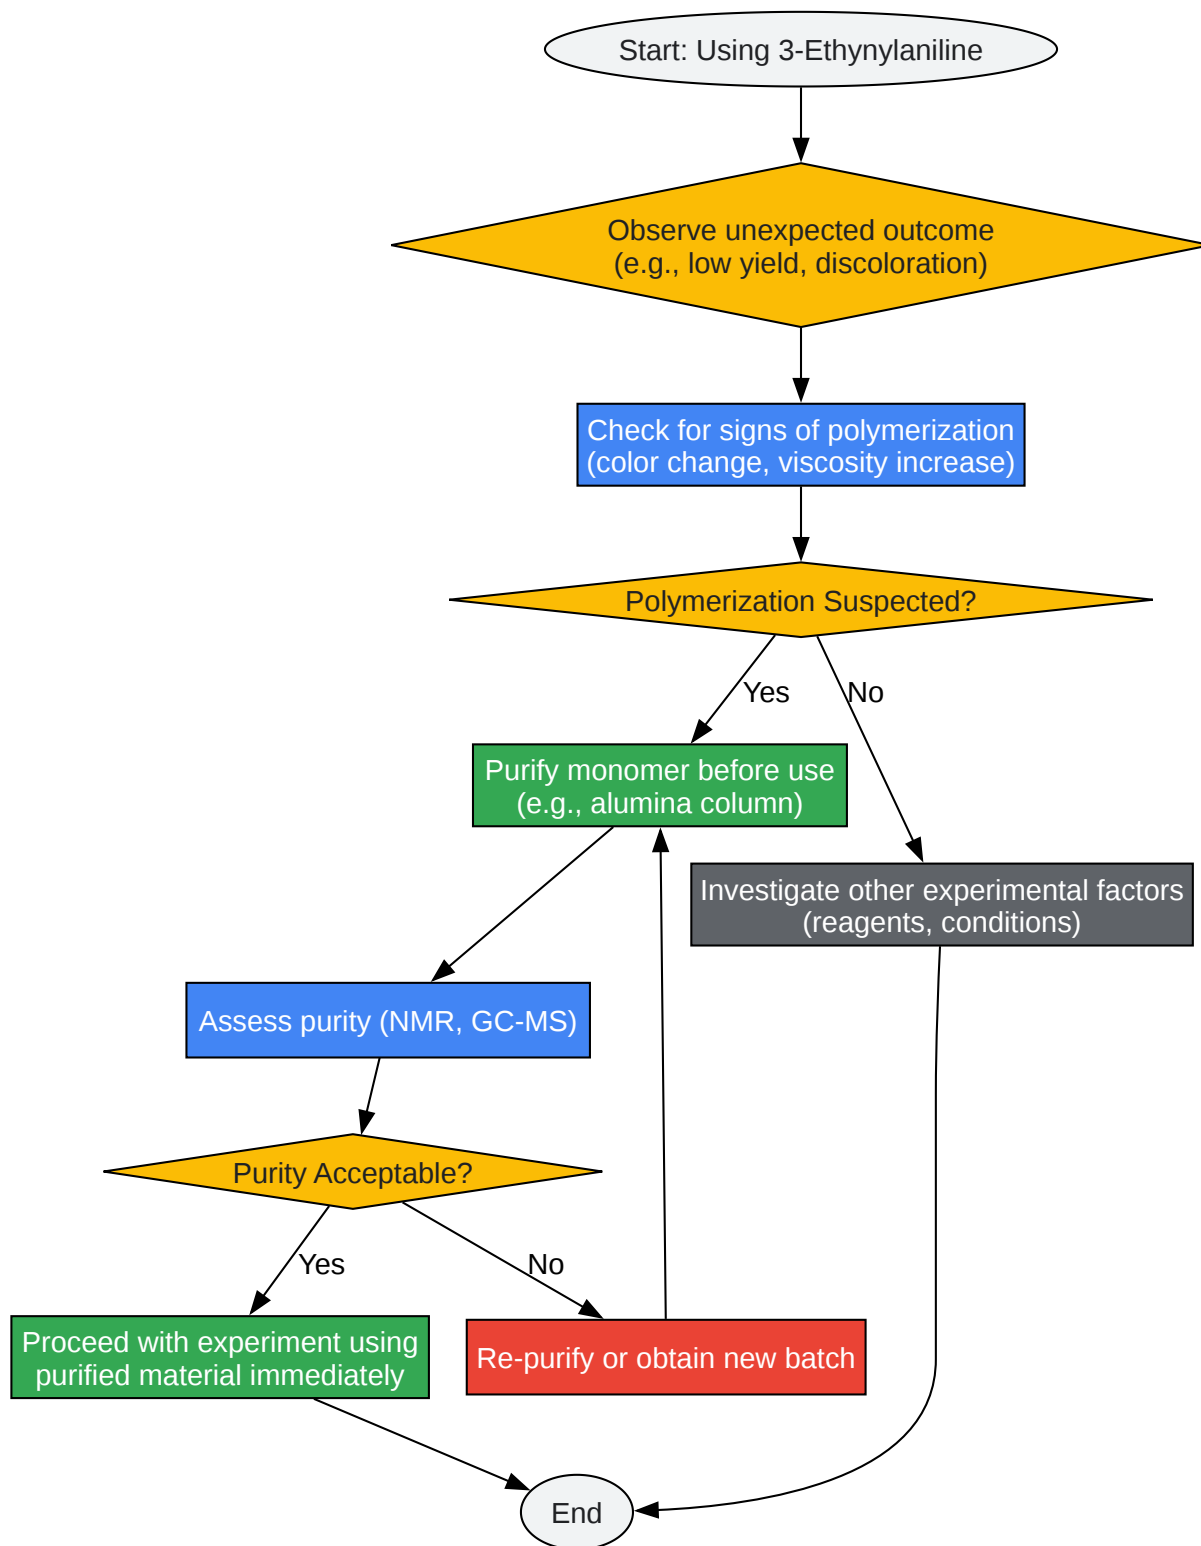 Start: Using 3-Ethynylaniline
Observe unexpected outcome
(e.g., low yield, discoloration)
Check for signs of polymerization
(color change, viscosity increase)
Polymerization Suspected?
Yes
No
Purify monomer before use
(e.g., alumina column)
Investigate other experimental factors
(reagents, conditions)
Assess purity (NMR, GC-MS)
Purity Acceptable?
Yes
No
Proceed with experiment using
purified material immediately
Re-purify or obtain new batch
End